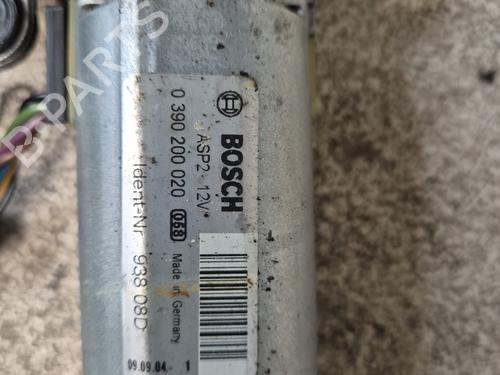 BOSCH
ASP2 12V
0 390 200 020 068
Made in Germany
Ident-Nr. 938 08D
09.09.04 1
B-PARTS